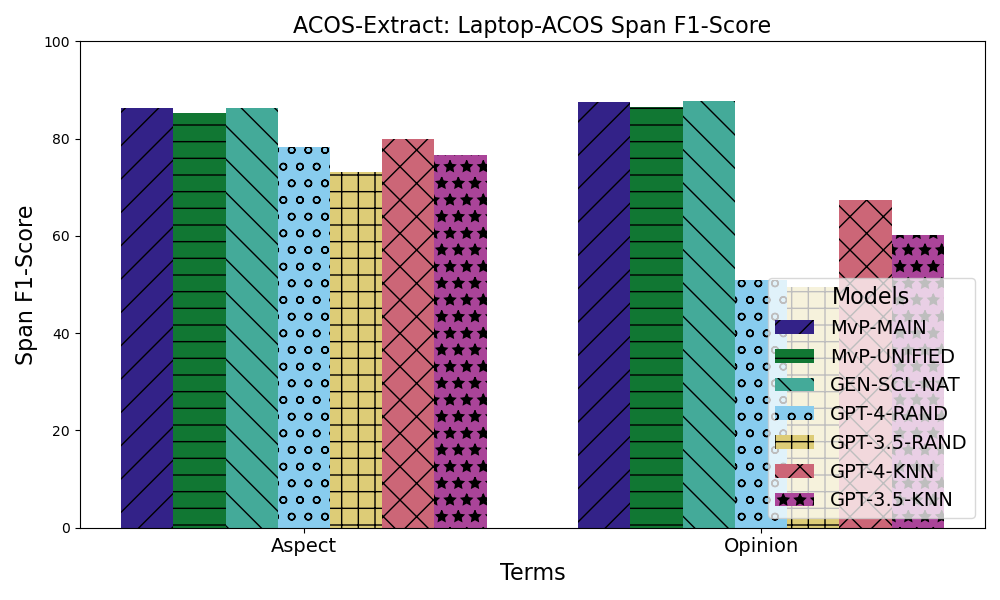 ACOS-Extract: Laptop-ACOS Span F1-Score
100
80
60
40
20
0
Span F1-Score
Aspect
Opinion
Terms
Models
MvP-MAIN
MvP-UNIFIED
GEN-SCL-NAT
GPT-4-RAND
GPT-3.5-RAND
GPT-4-KNN
GPT-3.5-KNN